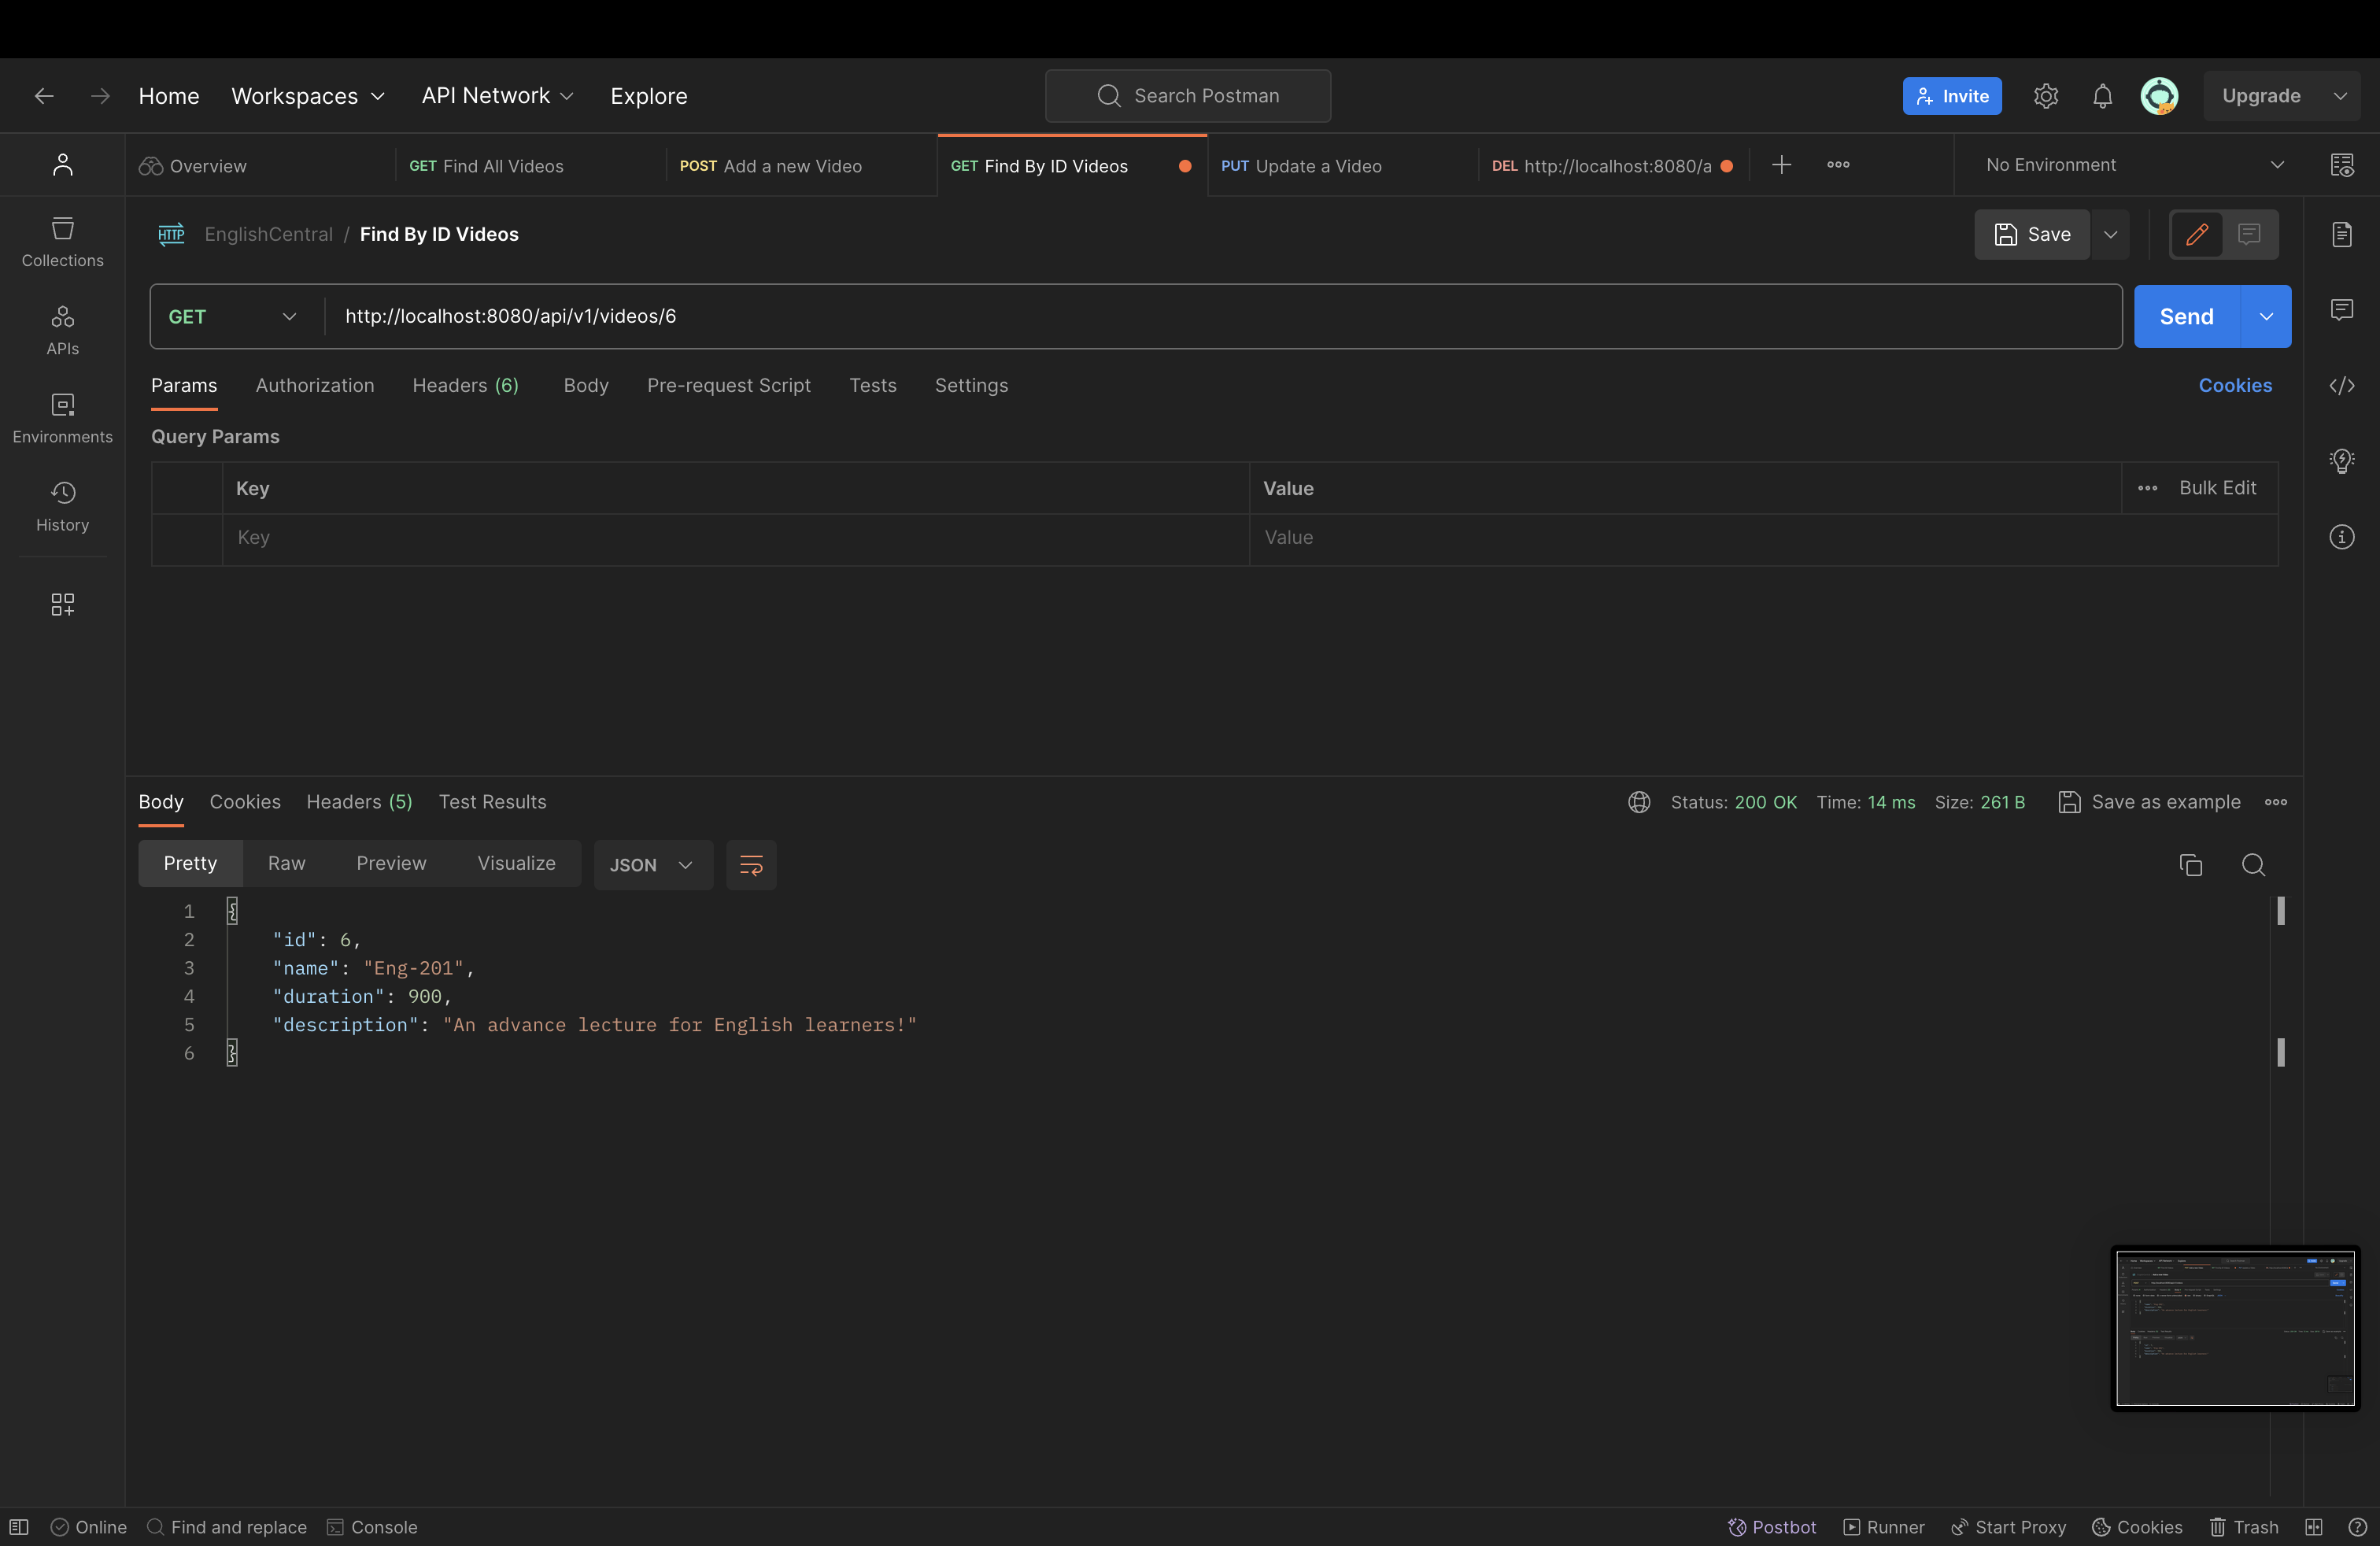 Home Workspaces API Network Explore Search Postman Invite Upgrade
Overview GET Find All Videos POST Add a new Video GET Find By ID Videos PUT Update a Video DEL http://localhost:8080/a No Environment
HTTP EnglishCentral / Find By ID Videos Save
Collections
GET http://localhost:8080/api/v1/videos/6 Send
APIs
Params Authorization Headers (6) Body Pre-request Script Tests Settings Cookies
Environments
Query Params
Key Value Bulk Edit
History
Key Value
Body Cookies Headers (5) Test Results Status: 200 OK Time: 14 ms Size: 261 B Save as example
Pretty Raw Preview Visualize JSON
1 {
2 "id": 6,
3 "name": "Eng-201",
4 "duration": 900,
5 "description": "An advance lecture for English learners!"
6 }
Online Find and replace Console Postbot Runner Start Proxy Cookies Trash